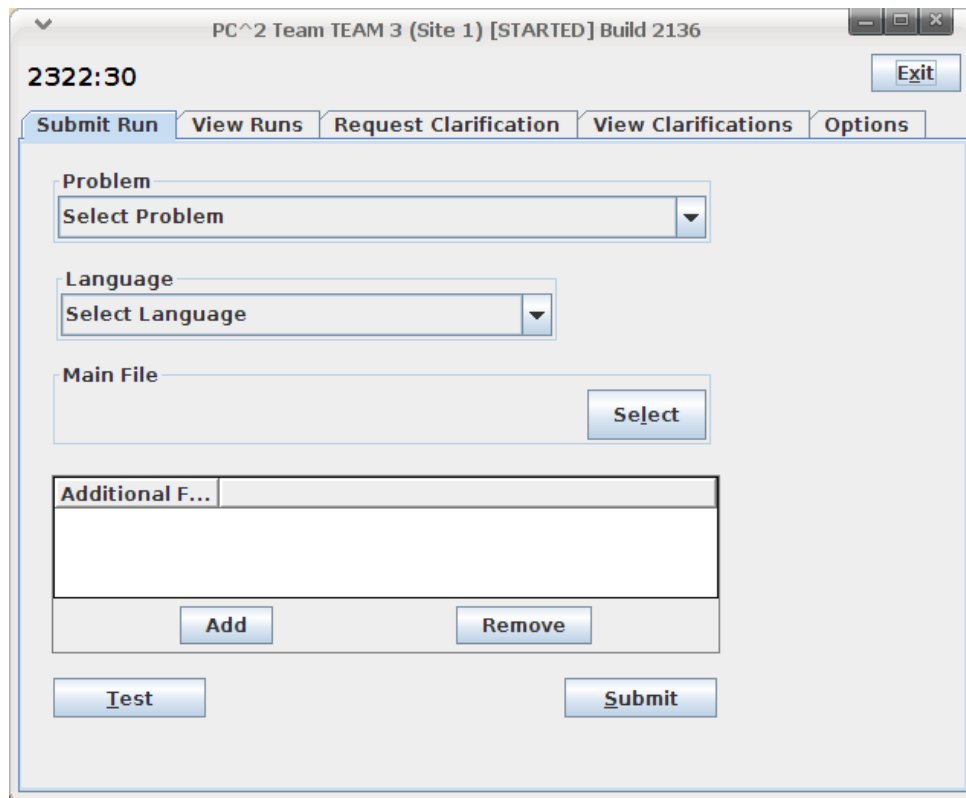 PC^2 Team TEAM 3 (Site 1) [STARTED] Build 2136
2322:30
Exit
Submit Run View Runs Request Clarification View Clarifications Options
Problem
Select Problem
Language
Select Language
Main File
Select
Additional F...
Add Remove
Test Submit